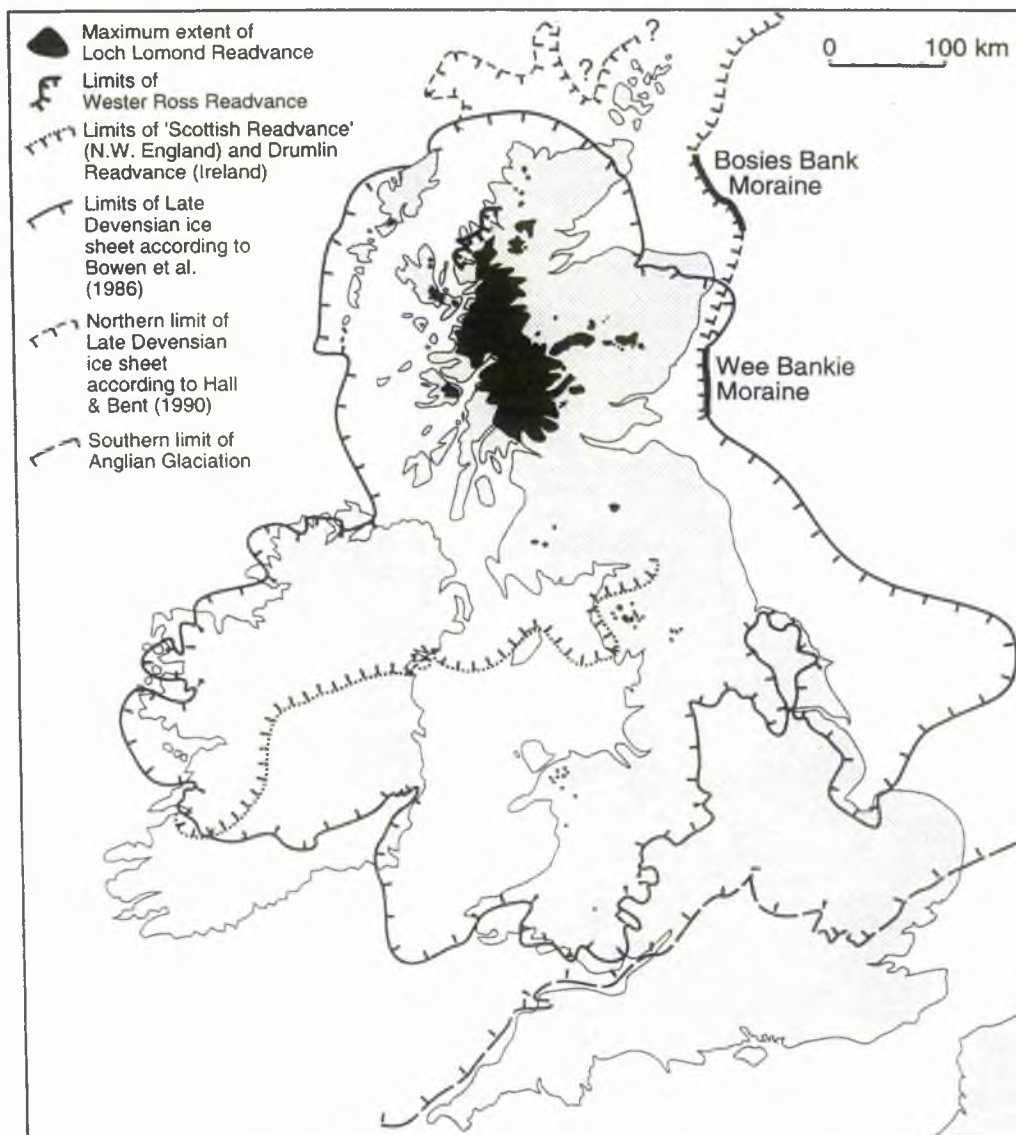 Maximum extent of
Loch Lomond Readvance
Limits of
Wester Ross Readvance
Limits of 'Scottish Readvance'
(N.W. England) and Drumlin
Readvance (Ireland)
Limits of Late
Devensian ice
sheet according to
Bowen et al.
(1986)
Northern limit of
Late Devensian
ice sheet
according to Hall
& Bent (1990)
Southern limit of
Anglian Glaciation
?
?
0 100 km
Bosies Bank
Moraine
Wee Bankie
Moraine